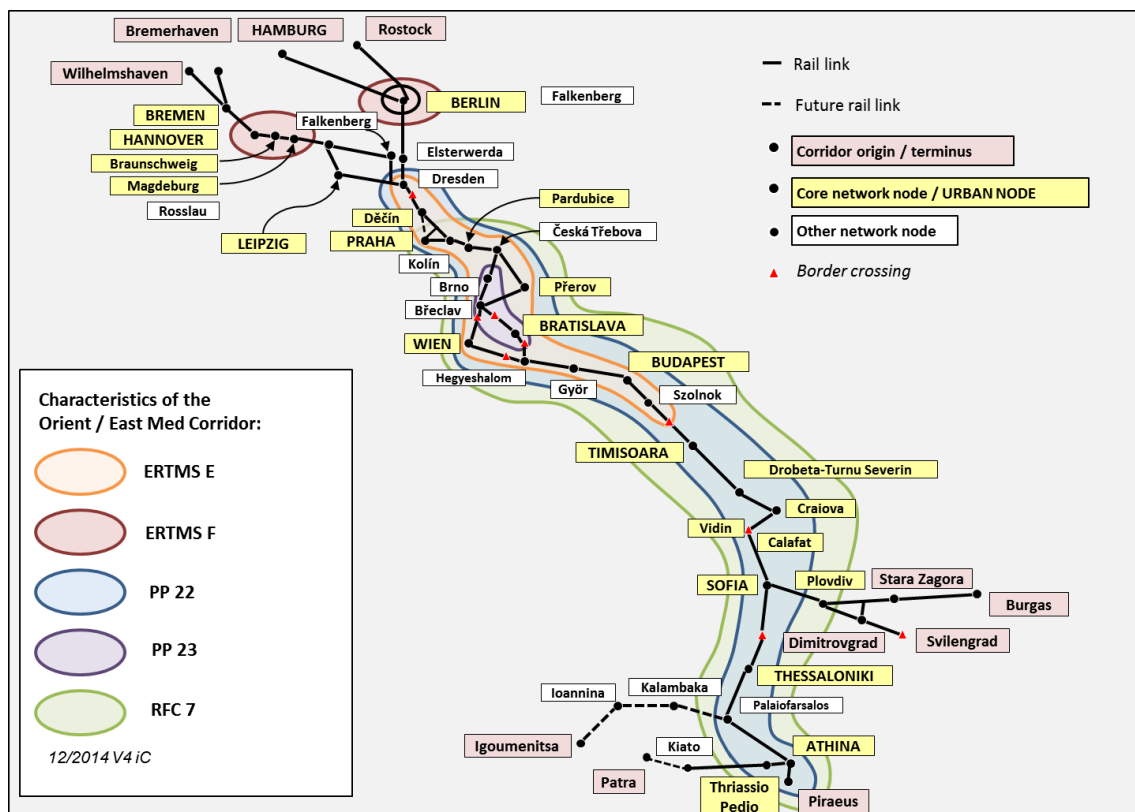 Bremerhaven
HAMBURG
Rostock
Wilhelmshaven
BREMEN
HANNOVER
Braunschweig
Magdeburg
Rosslau
LEIPZIG
Falkenberg
BERLIN
Falkenberg
Elsterwerda
Dresden
Děčín
PRAHA
Pardubice
Česká Třebova
Kolín
Brno
Břeclav
Přerov
WIEN
BRATISLAVA
Hegyeshalom
Györ
BUDAPEST
Szolnok
TIMISOARA
Drobeta-Turnu Severin
Craiova
Vidin
Calafat
SOFIA
Plovdiv
Stara Zagora
Burgas
Dimitrovgrad
Svilengrad
THESSALONIKI
Ioannina
Kalambaka
Palaiofarsalos
Igoumenitsa
Kiato
ATHINA
Patra
Thriassio
Pedio
Piraeus
Rail link
Future rail link
Corridor origin / terminus
Core network node / URBAN NODE
Other network node
Border crossing
Characteristics of the
Orient / East Med Corridor:
ERTMS E
ERTMS F
PP 22
PP 23
RFC 7
12/2014 V4 iC